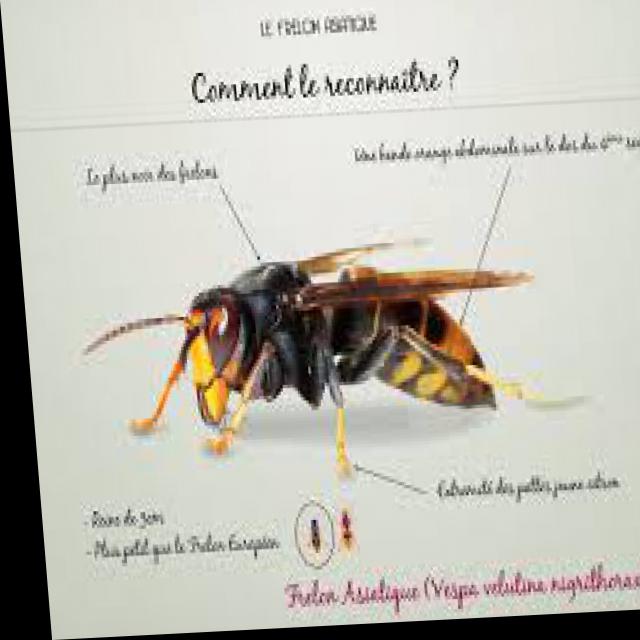 LE FRELON ASIATIQUE
Comment le reconnaître ?
Le plus noir des frelons
Une bande orange abdominale sur le dos du 4ème
Extremité des pattes jaune citron
- Reine de 3cm
- Plus petit que le Frelon Européen
Frelon Asiatique (Vespa velutina nigrithorax